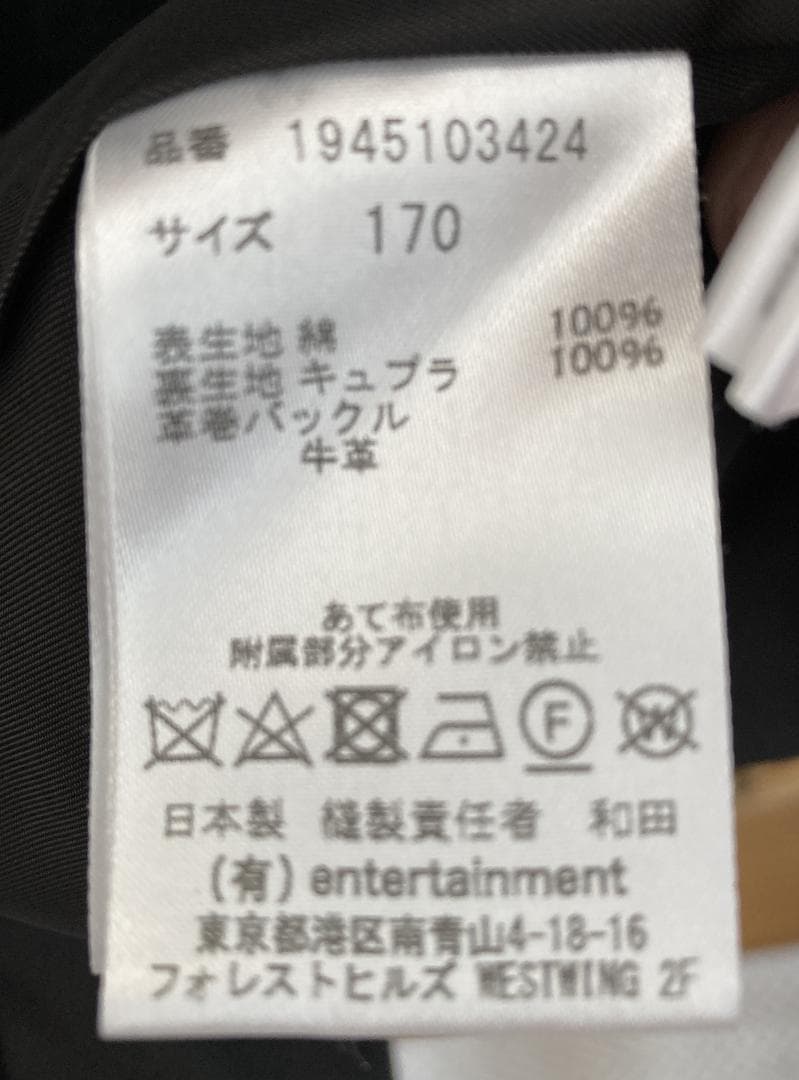 品番 1945103424
サイズ 170
表生地 綿 100%
裏生地 キュプラ 100%
革巻バックル
牛革
あて布使用
附属部分アイロン禁止
F W
日本製 縫製責任者 和田
(有)entertainment
東京都港区南青山4-18-16
フォレストヒルズ WESTWING 2F